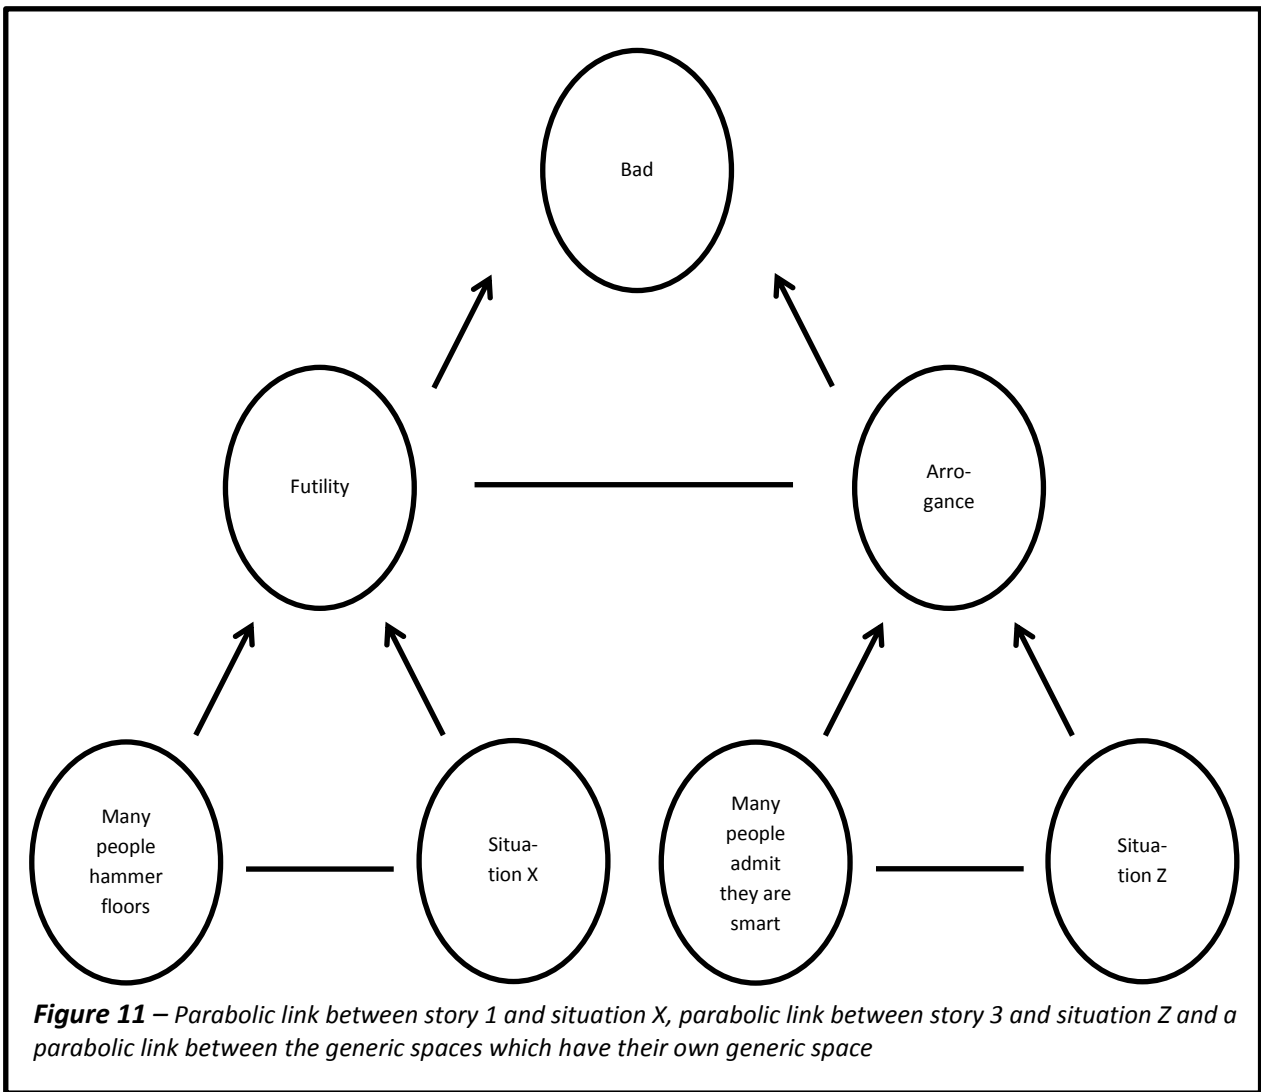 Bad
Futility
Arro-
gance
Many
people
hammer
floors
Situa-
tion X
Many
people
admit
they are
smart
Situa-
tion Z
Figure 11 – Parabolic link between story 1 and situation X, parabolic link between story 3 and situation Z and a
parabolic link between the generic spaces which have their own generic space